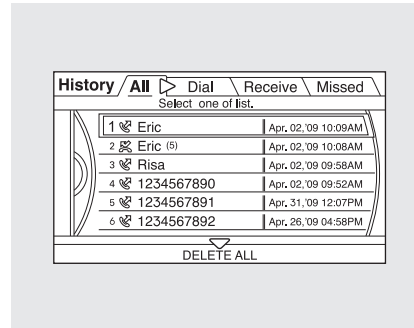 History All Dial Receive Missed
Select one of list.
1 Eric Apr. 02,'09 10:09AM
2 Eric (5) Apr. 02,'09 10:08AM
3 Risa Apr. 02,'09 09:58AM
4 1234567890 Apr. 02,'09 09:52AM
5 1234567891 Apr. 31,'09 12:07PM
6 1234567892 Apr. 26,'09 04:58PM
DELETE ALL